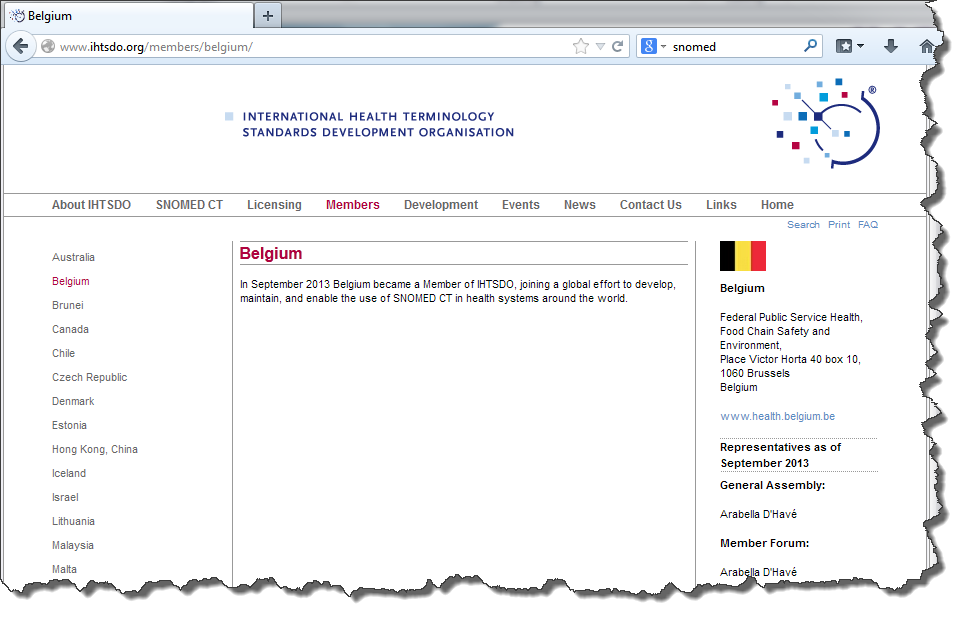 Belgium
www.ihtsdo.org/members/belgium/
8
snomed
INTERNATIONAL HEALTH TERMINOLOGY
STANDARDS DEVELOPMENT ORGANISATION
®
About IHTSDO SNOMED CT Licensing Members Development Events News Contact Us Links Home
Search Print FAQ
Australia
Belgium
Brunei
Canada
Chile
Czech Republic
Denmark
Estonia
Hong Kong, China
Iceland
Israel
Lithuania
Malaysia
Malta
Belgium
In September 2013 Belgium became a Member of IHTSDO, joining a global effort to develop,
maintain, and enable the use of SNOMED CT in health systems around the world.
Belgium
Federal Public Service Health,
Food Chain Safety and
Environment,
Place Victor Horta 40 box 10,
1060 Brussels
Belgium
www.health.belgium.be
Representatives as of
September 2013
General Assembly:
Arabella D'Havé
Member Forum:
Arabella D'Havé